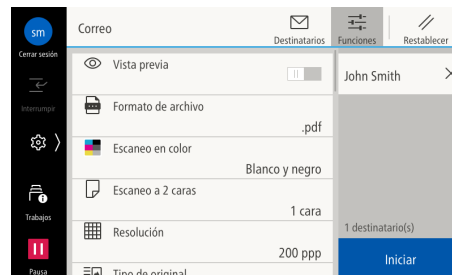 sm
Cerrar sesión
Interrumpir
Trabajos
Pausa
Correo
Destinatarios
Funciones
Restablecer
Vista previa
Formato de archivo
.pdf
Escaneo en color
Blanco y negro
Escaneo a 2 caras
1 cara
Resolución
200 ppp
Tipo de original
John Smith
1 destinatario(s)
Iniciar